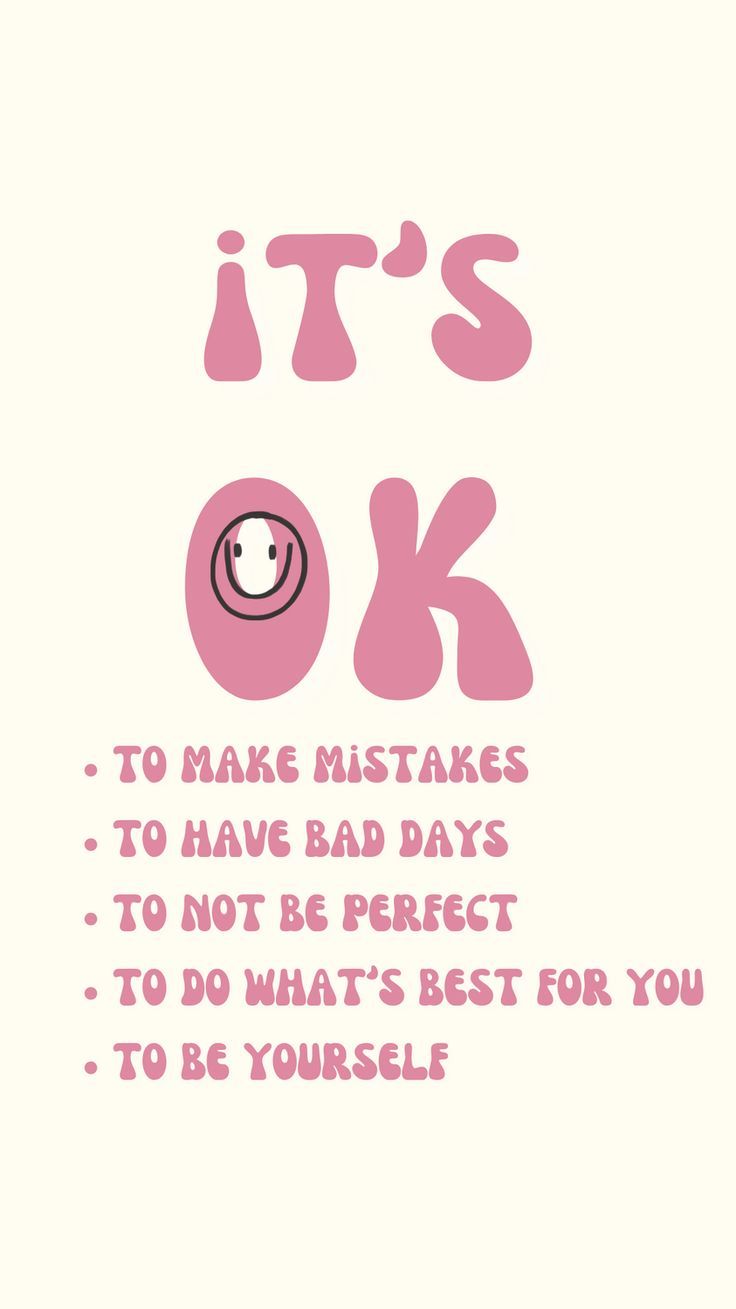 iT'S
OK
• TO MAKE MiSTAKES
• TO HAVE BAD DAYS
• TO NOT BE PERFECT
• TO DO WHAT'S BEST FOR YOU
• TO BE YOURSELF